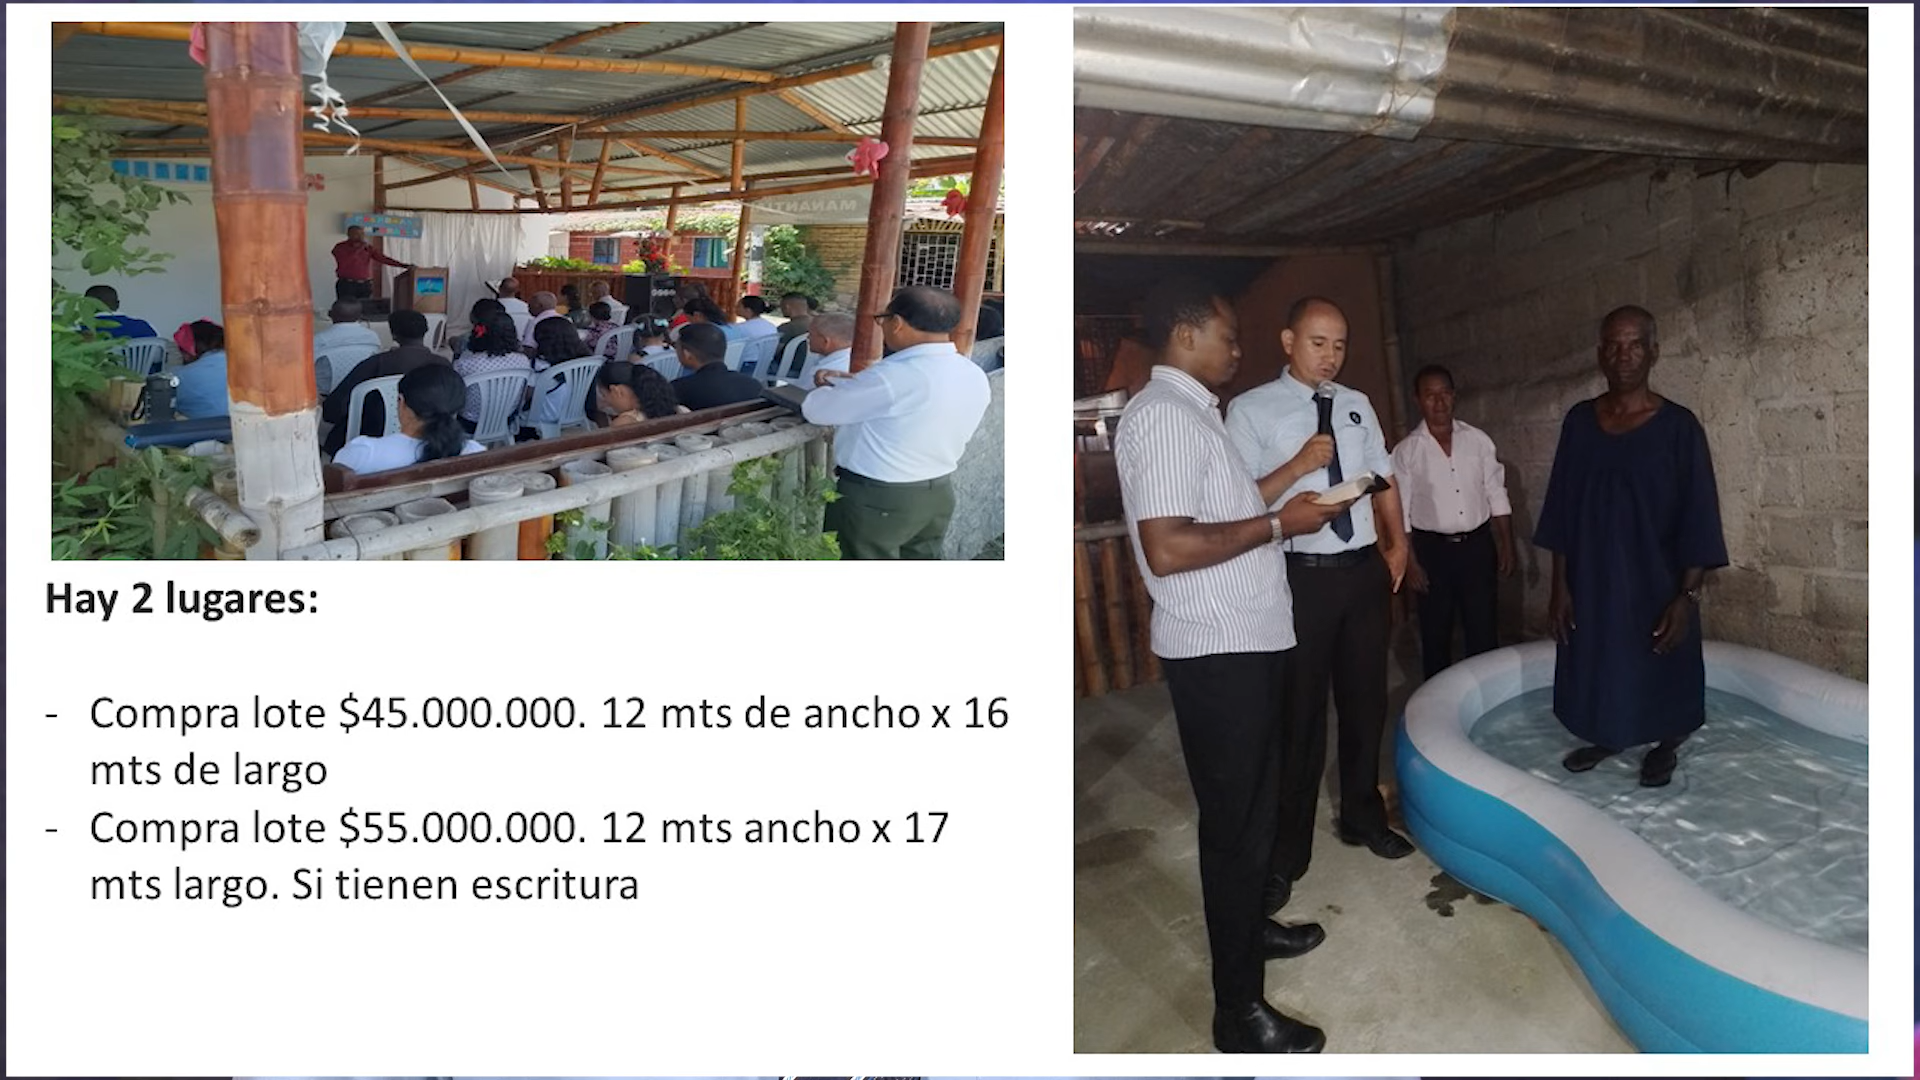 MANANTI
Hay 2 lugares:
- Compra lote $45.000.000. 12 mts de ancho x 16
mts de largo
- Compra lote $55.000.000. 12 mts ancho x 17
mts largo. Si tienen escritura